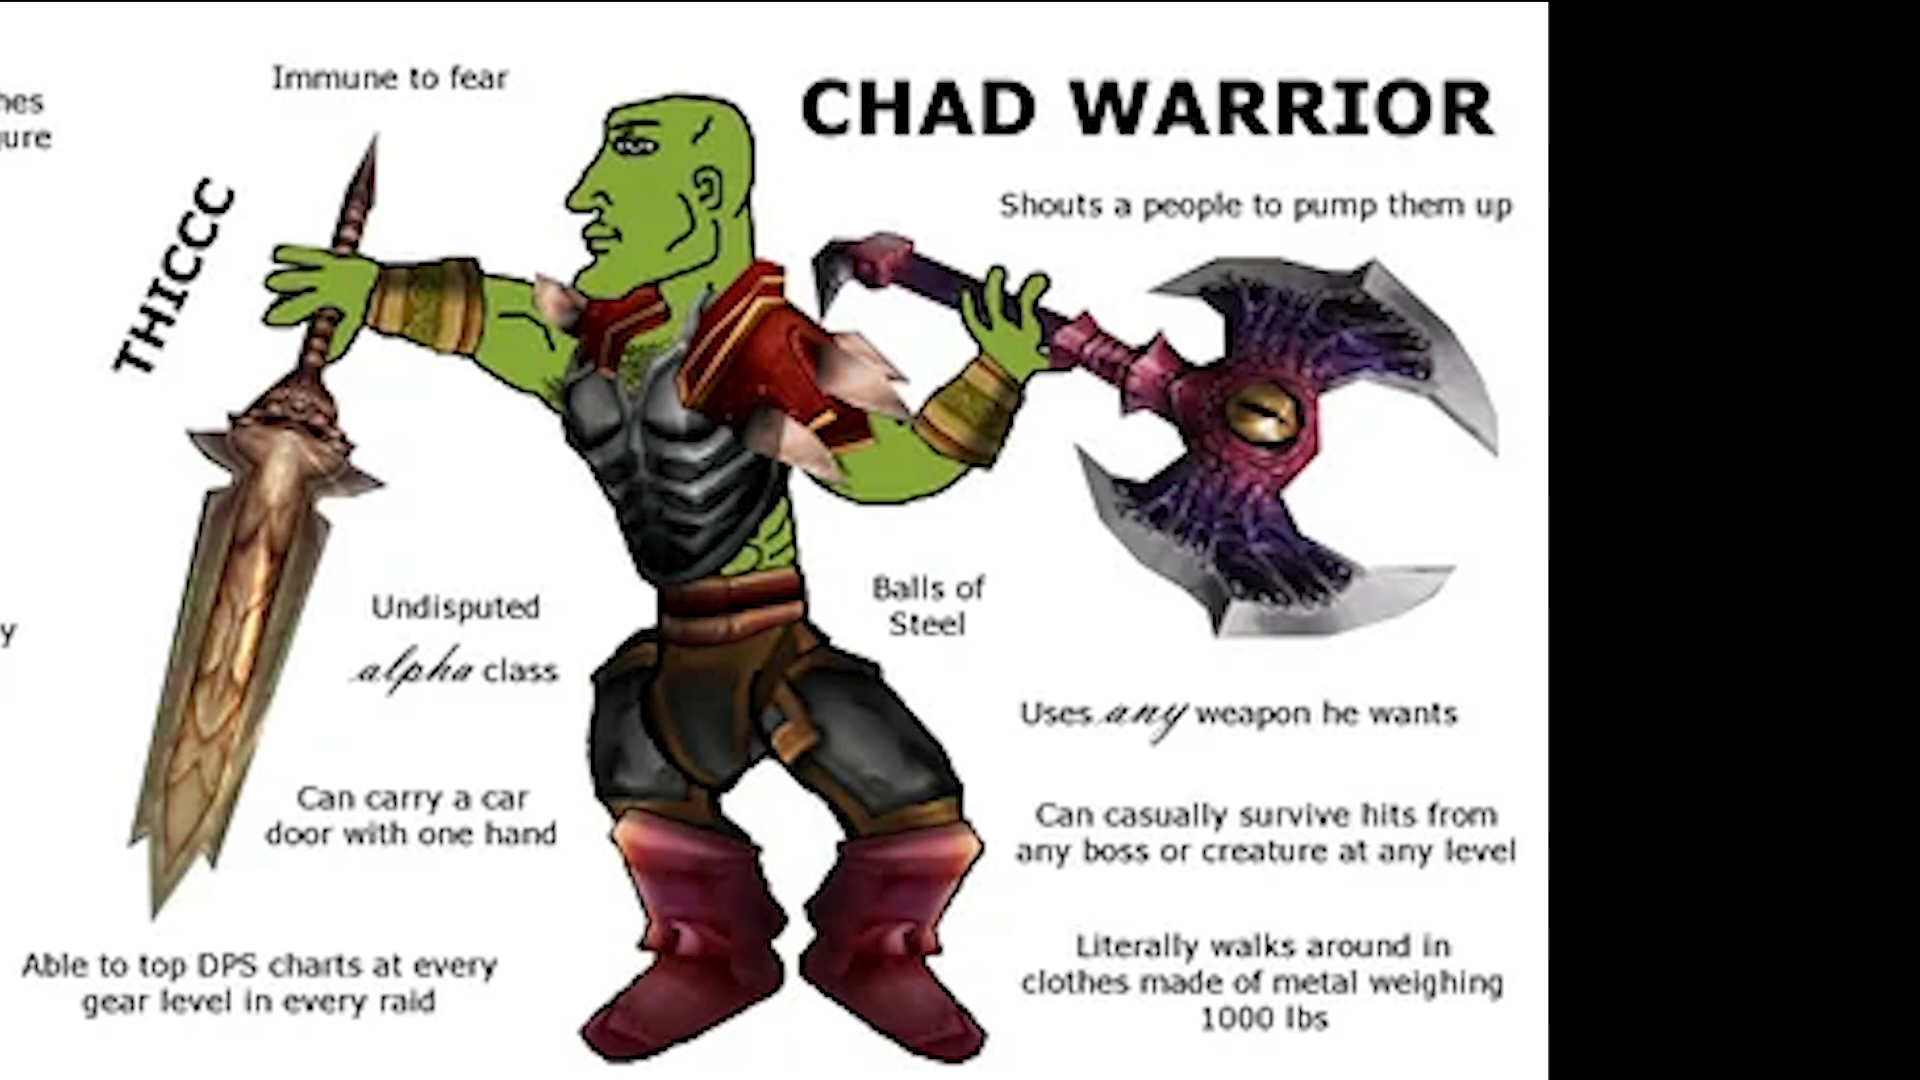 Immune to fear
CHAD WARRIOR
THICCC
Shouts a people to pump them up
Undisputed
alpha class
Balls of
Steel
Uses any weapon he wants
Can carry a car
door with one hand
Can casually survive hits from
any boss or creature at any level
Able to top DPS charts at every
gear level in every raid
Literally walks around in
clothes made of metal weighing
1000 lbs